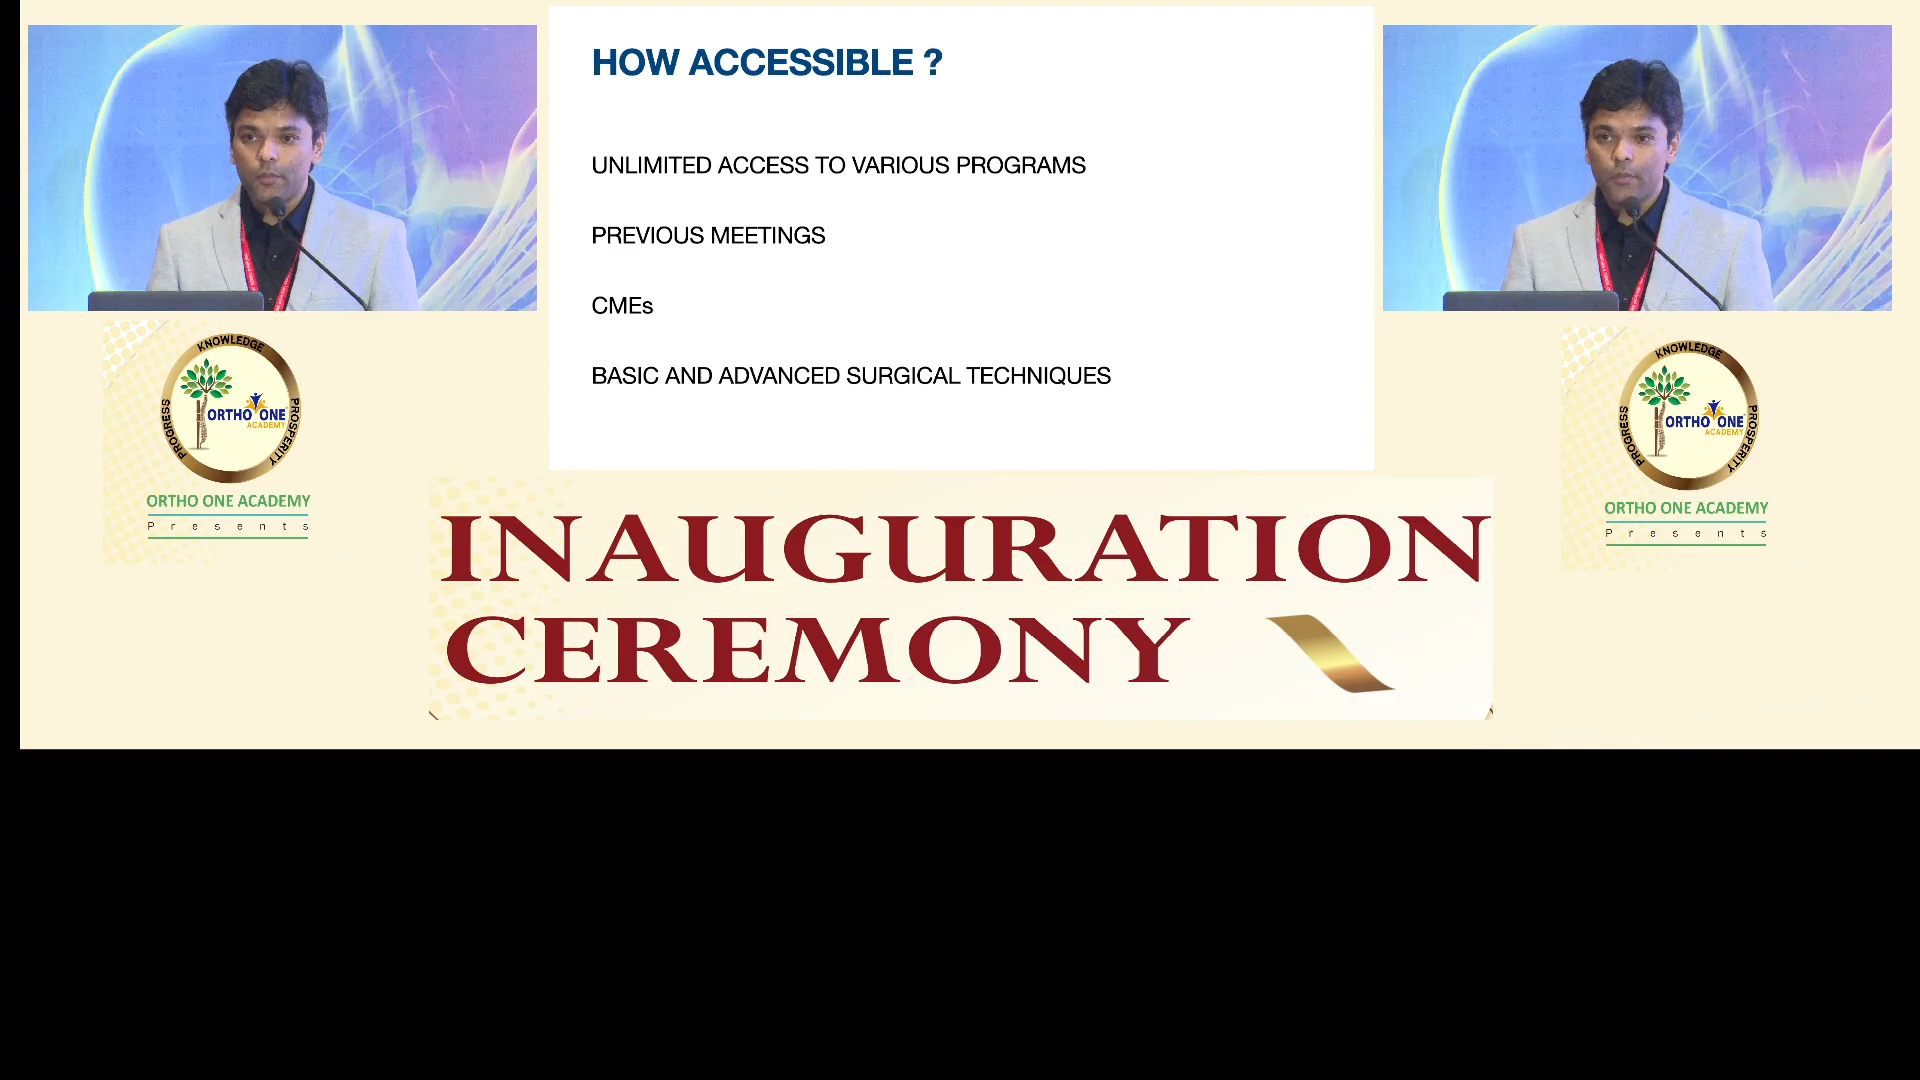 HOW ACCESSIBLE ?
UNLIMITED ACCESS TO VARIOUS PROGRAMS
PREVIOUS MEETINGS
CMEs
BASIC AND ADVANCED SURGICAL TECHNIQUES
KNOWLEDGE
PROGRESS
PROSPERITY
ORTHO ONE
ACADEMY
ORTHO ONE ACADEMY
Presents
KNOWLEDGE
PROGRESS
PROSPERITY
ORTHO ONE
ACADEMY
ORTHO ONE ACADEMY
Presents
INAUGURATION
CEREMONY